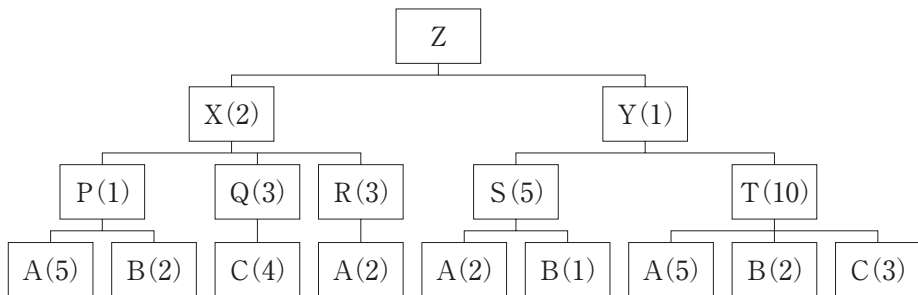 Z
X(2) Y(1)
P(1) Q(3) R(3) S(5) T(10)
A(5) B(2) C(4) A(2) A(2) B(1) A(5) B(2) C(3)